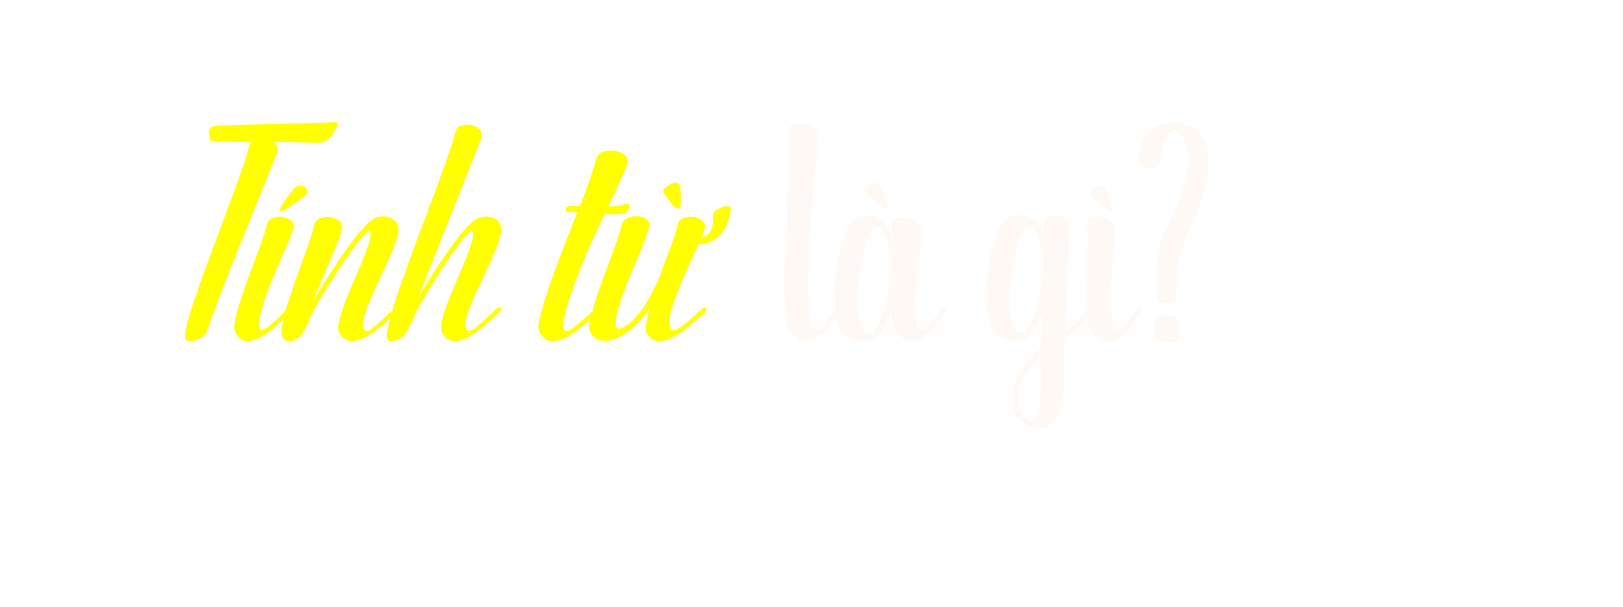 Tính từ là gì?